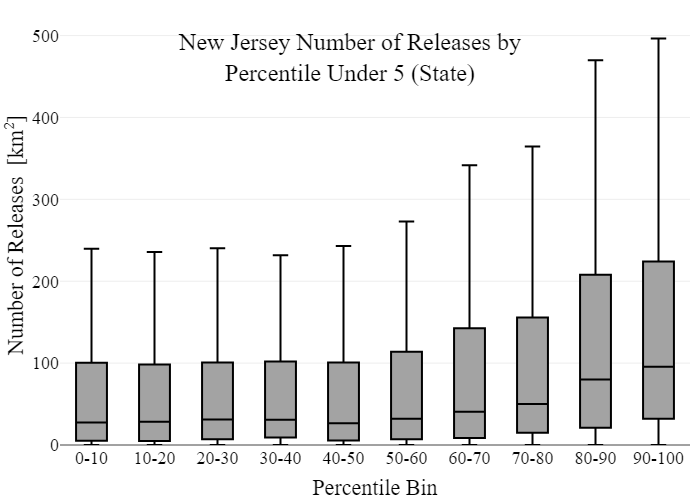 New Jersey Number of Releases by
Percentile Under 5 (State)
Number of Releases [km²]
500
400
300
200
100
0
0-10 10-20 20-30 30-40 40-50 50-60 60-70 70-80 80-90 90-100
Percentile Bin